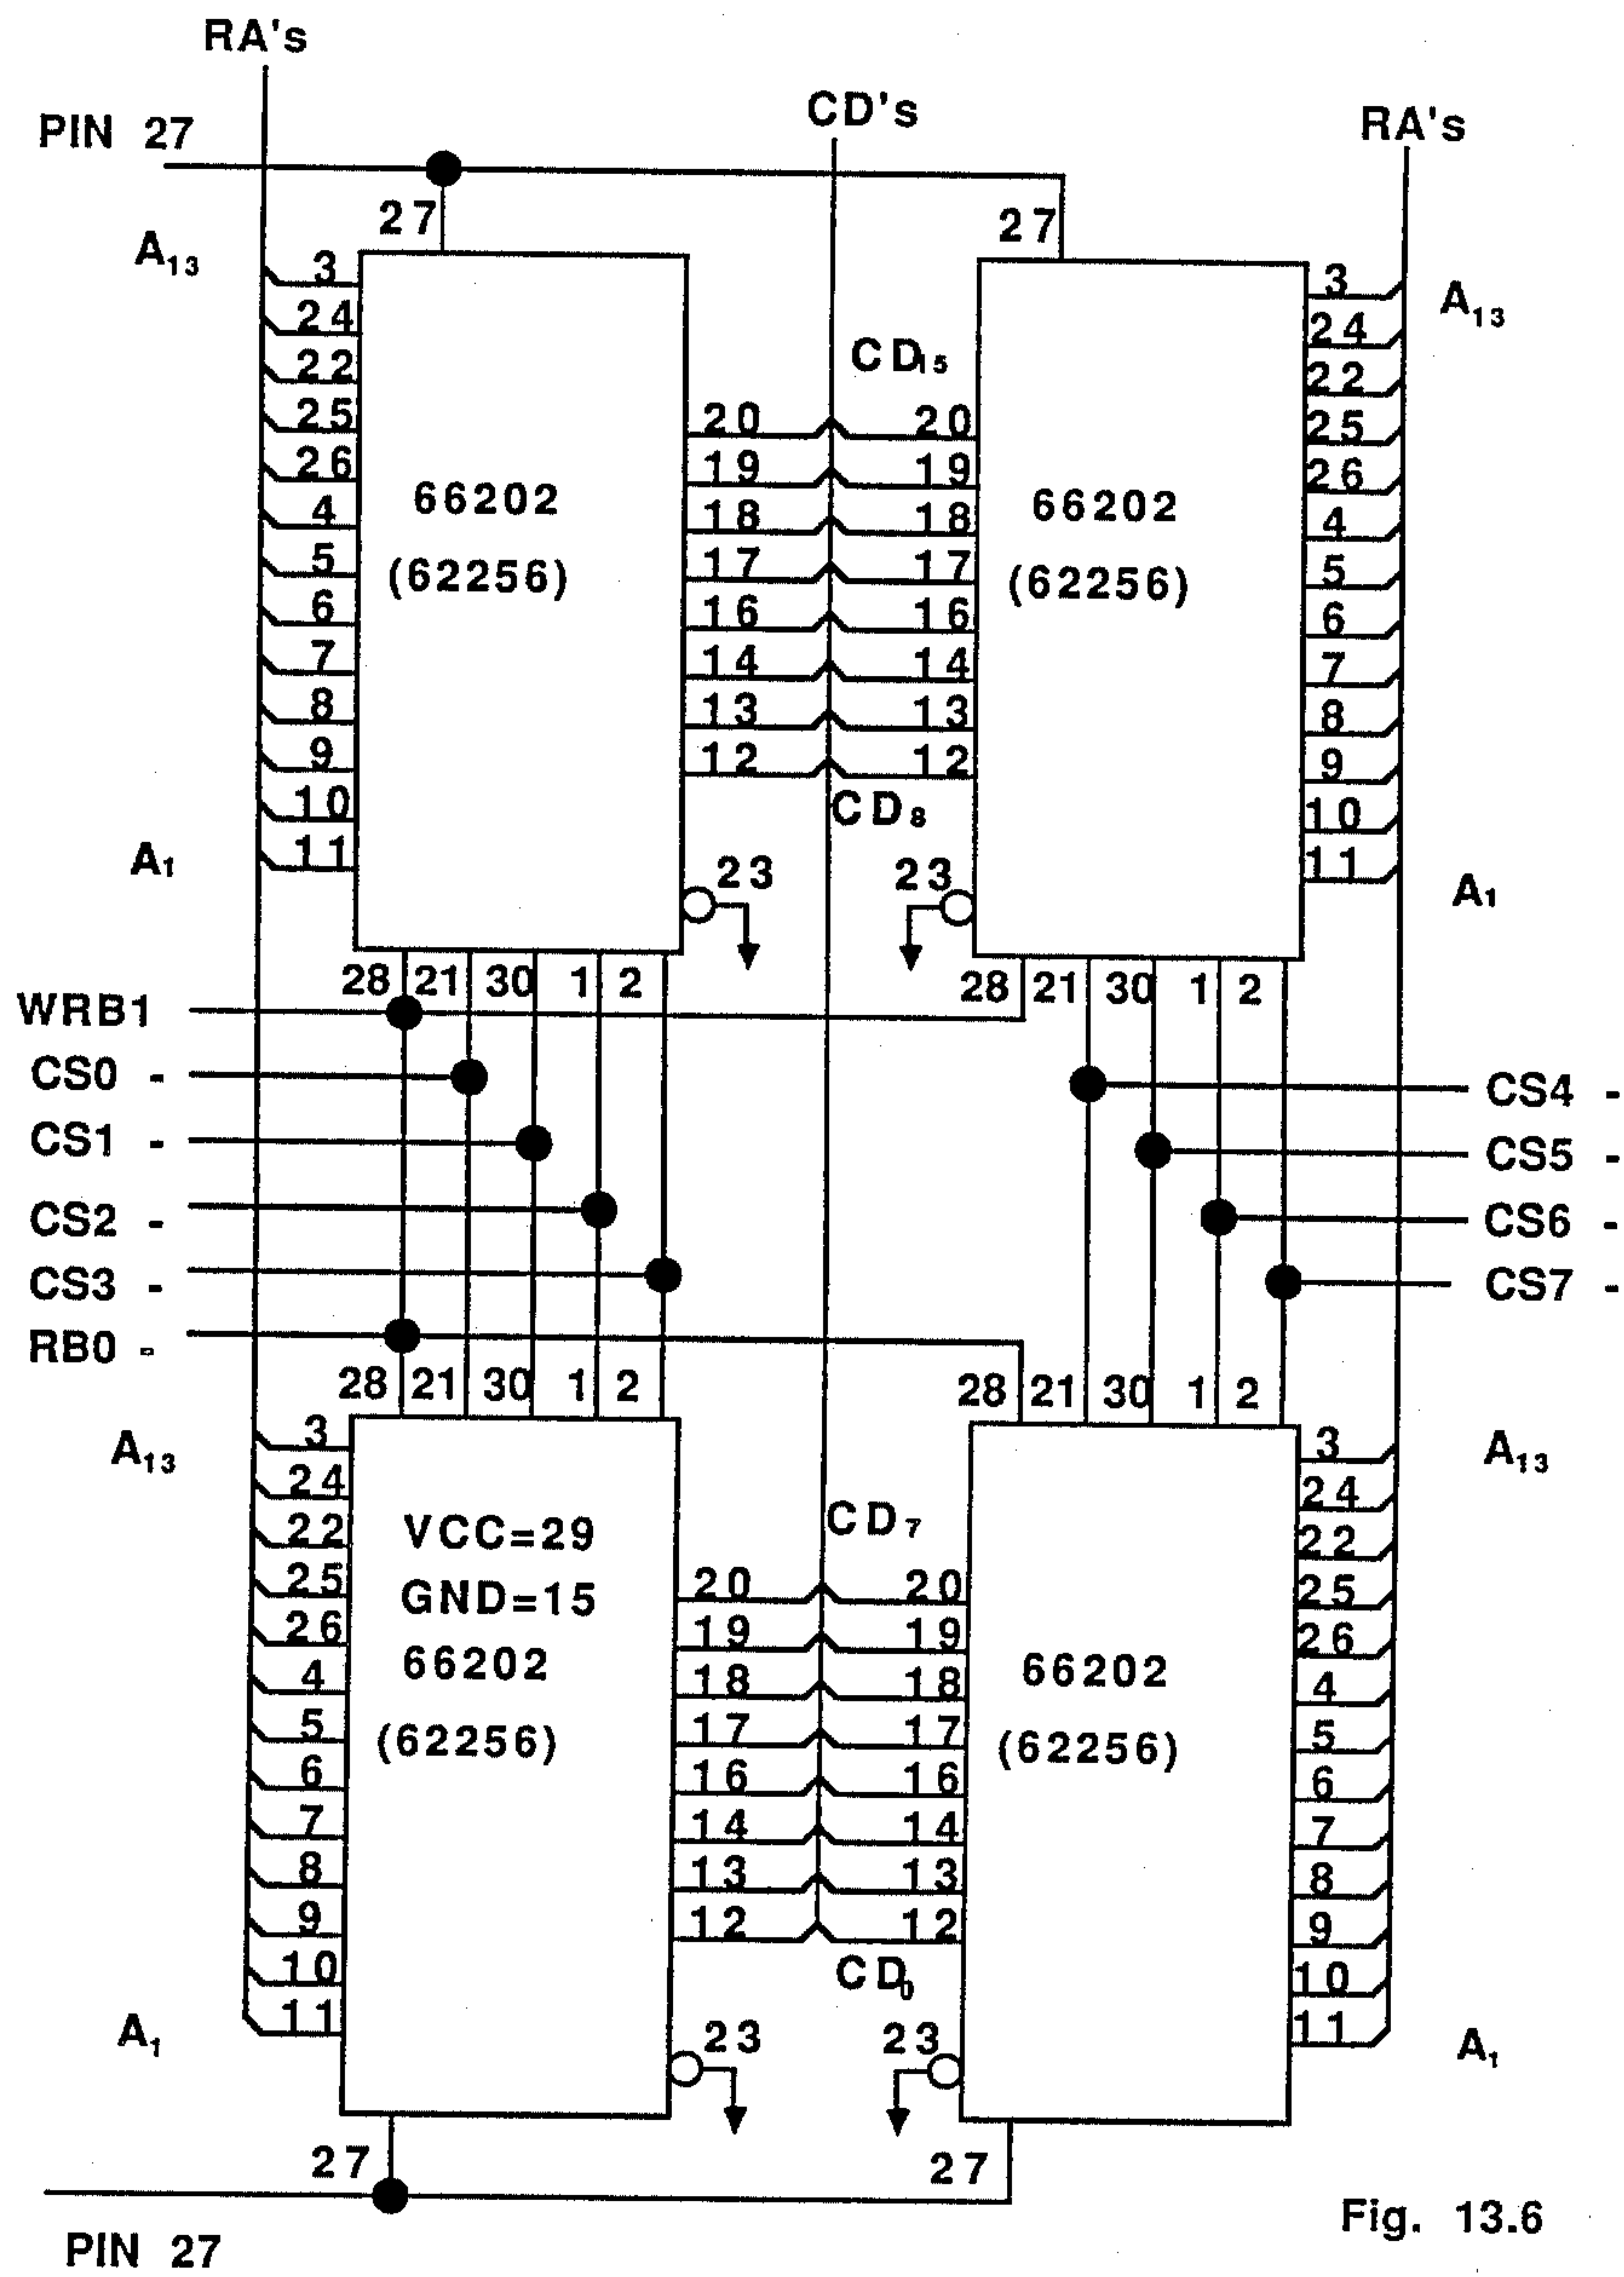 RA's
CD's
PIN 27
RA's
27
27
A13
3
3
A13
24
24
22
22
CD15
25
25
20
20
26
26
19
19
66202
66202
4
4
18
18
5
5
(62256)
(62256)
17
17
6
6
16
16
7
7
14
14
8
8
13
13
9
9
12
12
10
10
CD8
11
11
A1
A1
23
23
28 21 30 1 2
28 21 30 1 2
WRB1
CS0 -
CS4 -
CS1 -
CS5 -
CS2 -
CS6 -
CS3 -
CS7 -
RB0 -
28 21 30 1 2
28 21 30 1 2
A13
3
3
A13
24
24
VCC=29
CD7
22
22
25
25
GND=15
20
20
26
26
19
19
66202
66202
4
4
18
18
5
5
(62256)
(62256)
17
17
6
6
16
16
7
7
14
14
8
8
13
13
9
9
12
12
10
10
CD0
11
11
A1
A1
23
23
27
27
PIN 27
Fig. 13.6